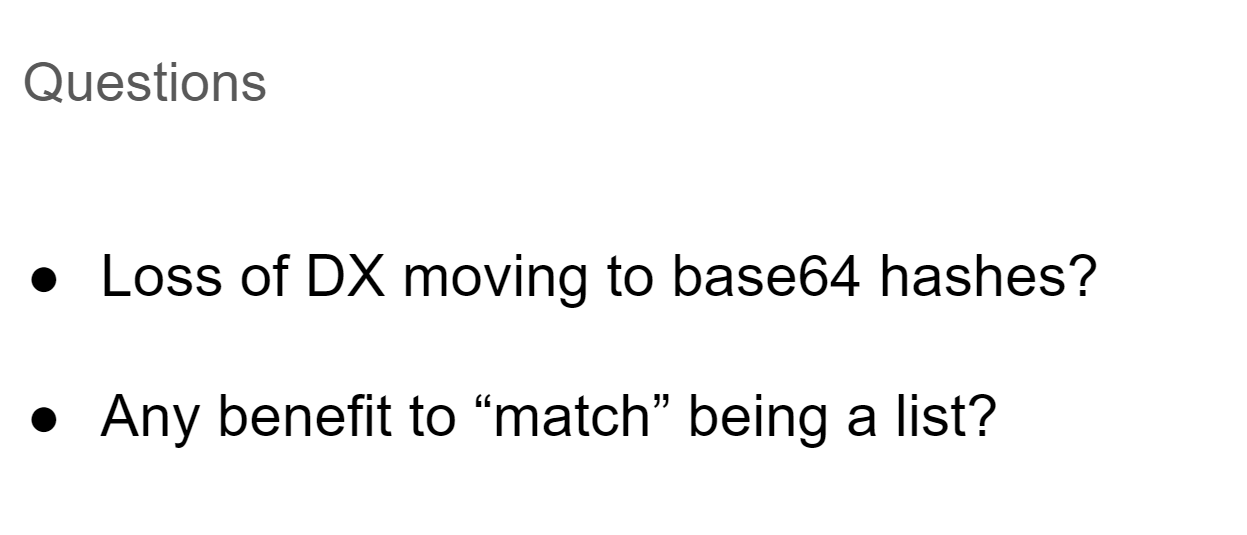 Questions
● Loss of DX moving to base64 hashes?
● Any benefit to “match” being a list?